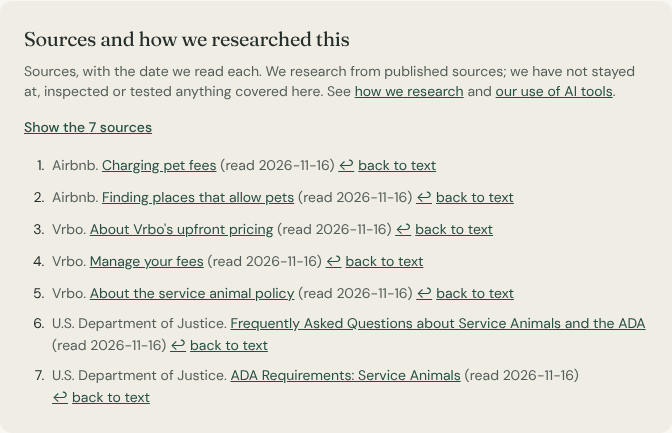 Sources and how we researched this
Sources, with the date we read each. We research from published sources; we have not stayed
at, inspected or tested anything covered here. See how we research and our use of AI tools.
Show the 7 sources
1. Airbnb. Charging pet fees (read 2026-11-16) ↩ back to text
2. Airbnb. Finding places that allow pets (read 2026-11-16) ↩ back to text
3. Vrbo. About Vrbo's upfront pricing (read 2026-11-16) ↩ back to text
4. Vrbo. Manage your fees (read 2026-11-16) ↩ back to text
5. Vrbo. About the service animal policy (read 2026-11-16) ↩ back to text
6. U.S. Department of Justice. Frequently Asked Questions about Service Animals and the ADA
(read 2026-11-16) ↩ back to text
7. U.S. Department of Justice. ADA Requirements: Service Animals (read 2026-11-16)
↩ back to text